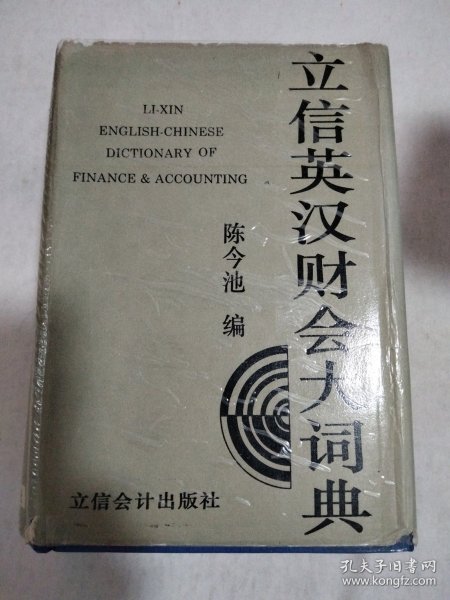 立信英汉财会大词典
LI-XIN
ENGLISH-CHINESE
DICTIONARY OF
FINANCE & ACCOUNTING
陈今池 编
立信会计出版社
孔夫子旧书网
www.kongfz.com